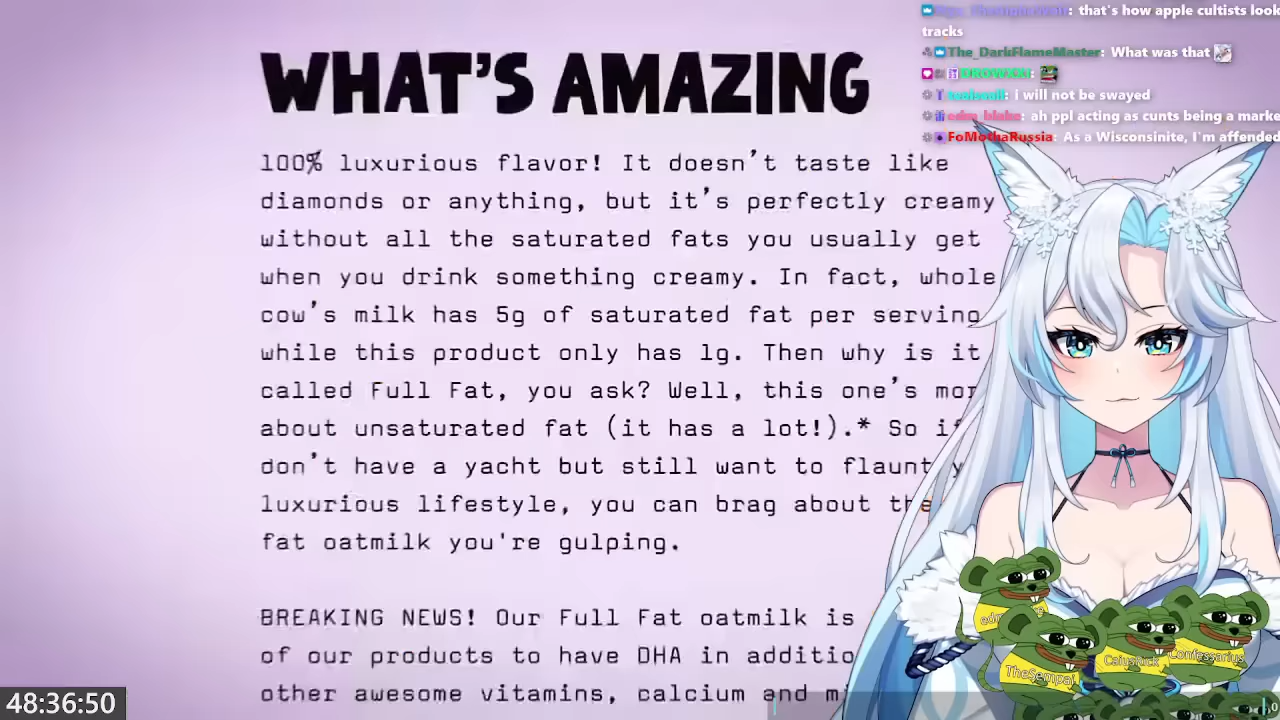 that's how apple cultists look
tracks
The_DarkFlameMaster: What was that
DROWXXI:
: i will not be swayed
edm_blake: ah ppl acting as cunts being a marke
FoMothaRussia: As a Wisconsinite, I'm affended
WHAT'S AMAZING
100% luxurious flavor! It doesn't taste like
diamonds or anything, but it's perfectly creamy
without all the saturated fats you usually get
when you drink something creamy. In fact, whole
cow's milk has 5g of saturated fat per serving
while this product only has 1g. Then why is it
called Full Fat, you ask? Well, this one's mor
about unsaturated fat (it has a lot!).* So if
don't have a yacht but still want to flaunt y
luxurious lifestyle, you can brag about the
fat oatmilk you're gulping.
BREAKING NEWS! Our Full Fat oatmilk is
of our products to have DHA in additio
other awesome vitamins, calcium and mi
TheSempai
CaiusKick
Confessarius
48:36:50